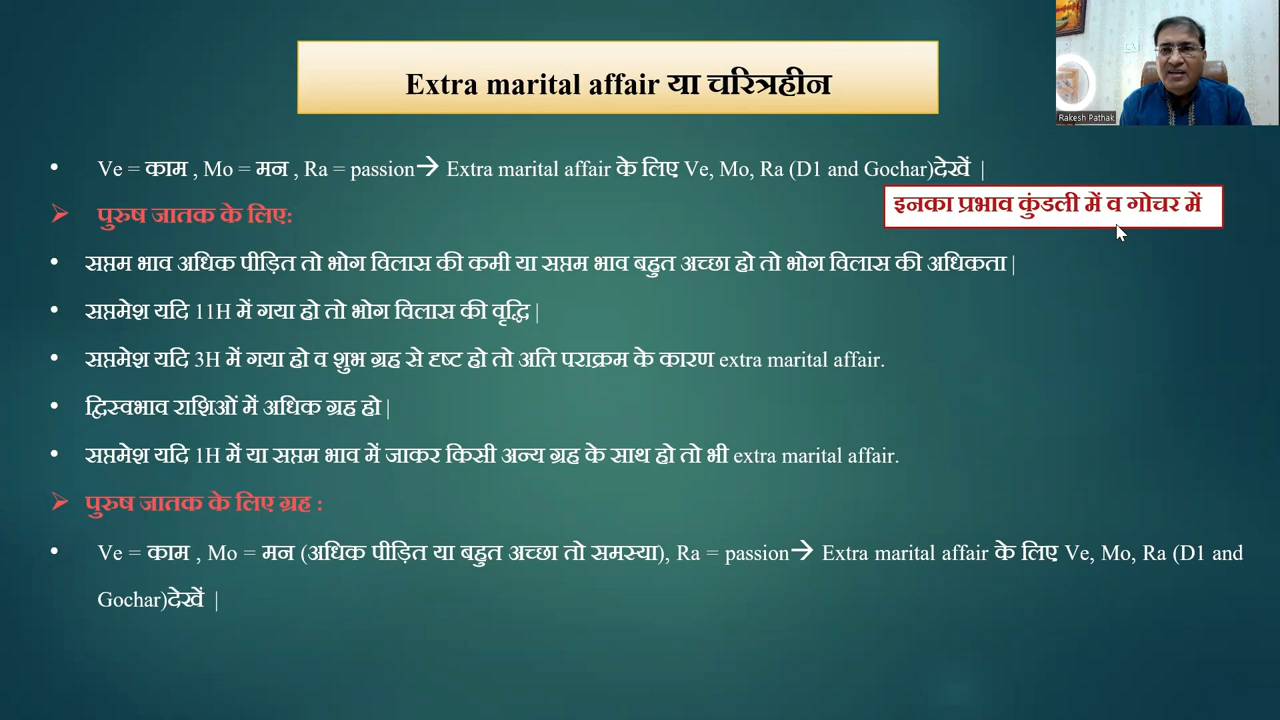 Extra marital affair या चरित्रहीन
Rakesh Pathak
• Ve = काम , Mo = मन , Ra = passion→ Extra marital affair के लिए Ve, Mo, Ra (D1 and Gochar)देखें |
इनका प्रभाव कुंडली में व गोचर में
➢ पुरुष जातक के लिए:
• सप्तम भाव अधिक पीड़ित तो भोग विलास की कमी या सप्तम भाव बहुत अच्छा हो तो भोग विलास की अधिकता |
• सप्तमेश यदि 11H में गया हो तो भोग विलास की वृद्धि |
• सप्तमेश यदि 3H में गया हो व शुभ ग्रह से दृष्ट हो तो अति पराक्रम के कारण extra marital affair.
• द्विस्वभाव राशिओं में अधिक ग्रह हो |
• सप्तमेश यदि 1H में या सप्तम भाव में जाकर किसी अन्य ग्रह के साथ हो तो भी extra marital affair.
➢ पुरुष जातक के लिए ग्रह :
• Ve = काम , Mo = मन (अधिक पीड़ित या बहुत अच्छा तो समस्या), Ra = passion→ Extra marital affair के लिए Ve, Mo, Ra (D1 and
Gochar)देखें |